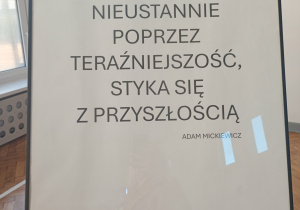 NIEUSTANNIE
POPRZEZ
TERAŹNIEJSZOŚĆ,
STYKA SIĘ
Z PRZYSZŁOŚCIĄ
ADAM MICKIEWICZ